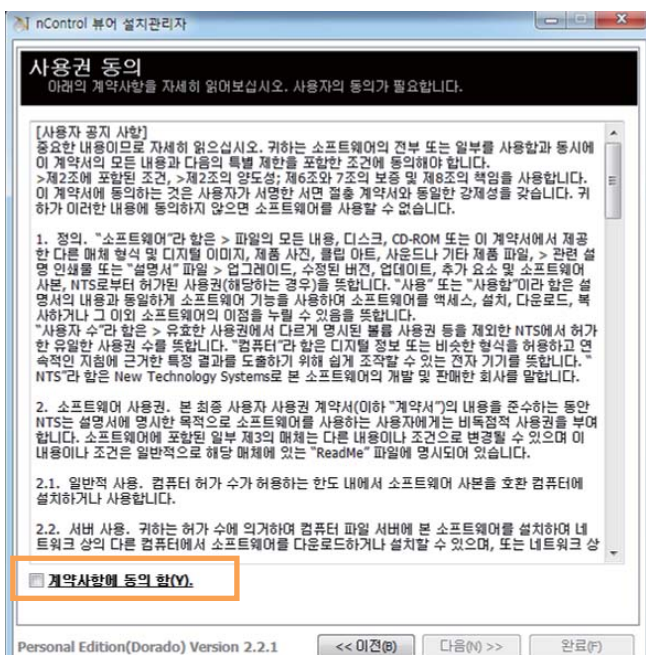 nControl 뷰어 설치관리자
사용권 동의
아래의 계약사항을 자세히 읽어보십시오. 사용자의 동의가 필요합니다.
[사용자 공지 사항]
중요한 내용이므로 자세히 읽으십시오. 귀하는 소프트웨어의 전부 또는 일부를 사용함과 동시에
이 계약서의 모든 내용과 다음의 특별 제한을 포함한 조건에 동의해야 합니다.
>제2조에 포함된 조건, >제2조의 양도성; 제6조와 7조의 보증 및 제8조의 책임을 사용합니다.
이 계약서에 동의하는 것은 사용자가 서명한 서면 절충 계약서와 동일한 강제성을 갖습니다. 귀
하가 이러한 내용에 동의하지 않으면 소프트웨어를 사용할 수 없습니다.
1. 정의. “소프트웨어”라 함은 > 파일의 모든 내용, 디스크, CD-ROM 또는 이 계약서에서 제공
한 다른 매체 형식 및 디지털 이미지, 제품 사진, 클립 아트, 사운드나 기타 제품 파일, > 관련 설
명 인쇄물 또는 “설명서” 파일 > 업그레이드, 수정된 버전, 업데이트, 추가 요소 및 소프트웨어
사본, NTS로부터 허가된 사용권(해당하는 경우)을 뜻합니다. “사용” 또는 “사용함”이라 함은 설
명서의 내용과 동일하게 소프트웨어 기능을 사용하여 소프트웨어를 액세스, 설치, 다운로드, 복
사하거나 그 이외 소프트웨어의 이점을 누릴 수 있음을 뜻합니다.
“사용자 수”라 함은 > 유효한 사용권에서 다르게 명시된 볼륨 사용권 등을 제외한 NTS에서 허가
한 유일한 사용권 수를 뜻합니다. “컴퓨터”라 함은 디지털 정보 또는 비슷한 형식을 허용하고 연
속적인 지침에 근거한 특정 결과를 도출하기 위해 쉽게 조작할 수 있는 전자 기기를 뜻합니다. “
NTS”라 함은 New Technology Systems로 본 소프트웨어의 개발 및 판매한 회사를 말합니다.
2. 소프트웨어 사용권. 본 최종 사용자 사용권 계약서(이하 “계약서”)의 내용을 준수하는 동안
NTS는 설명서에 명시한 목적으로 소프트웨어를 사용하는 사용자에게는 비독점적 사용권을 부여
합니다. 소프트웨어에 포함된 일부 제3의 매체는 다른 내용이나 조건으로 변경될 수 있으며 이
내용이나 조건은 일반적으로 해당 매체에 있는 “ReadMe” 파일에 명시되어 있습니다.
2.1. 일반적 사용. 컴퓨터 허가 수가 허용하는 한도 내에서 소프트웨어 사본을 호환 컴퓨터에
설치하거나 사용합니다.
2.2. 서버 사용. 귀하는 허가 수에 의거하여 컴퓨터 파일 서버에 본 소프트웨어를 설치하여 네
트워크 상의 다른 컴퓨터에서 소프트웨어를 다운로드하거나 설치할 수 있으며, 또는 네트워크 상
계약사항에 동의 함(Y).
Personal Edition(Dorado) Version 2.2.1
<< 이전(B)
다음(N) >>
완료(F)